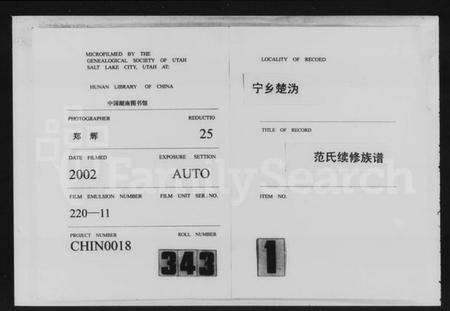 MICROFILMED BY THE
GENEALOGICAL SOCIETY OF UTAH
SALT LAKE CITY, UTAH AT:
HUNAN LIBRARY OF CHINA
中国湖南图书馆
PHOTOGRAPHER REDUCTIO
郑 辉 25
DATE FILMED EXPOSURE SETTION
2002 AUTO
FILM EMULSION NUMBER FILM UNIT SER. NO.
220—11
PROJECT NUMBER ROLL NUMBER
CHIN0018 343
LOCALITY OF RECORD
宁乡楚沩
TITLE OF RECORD
范氏续修族谱
ITEM NO.
1
FamilySearch